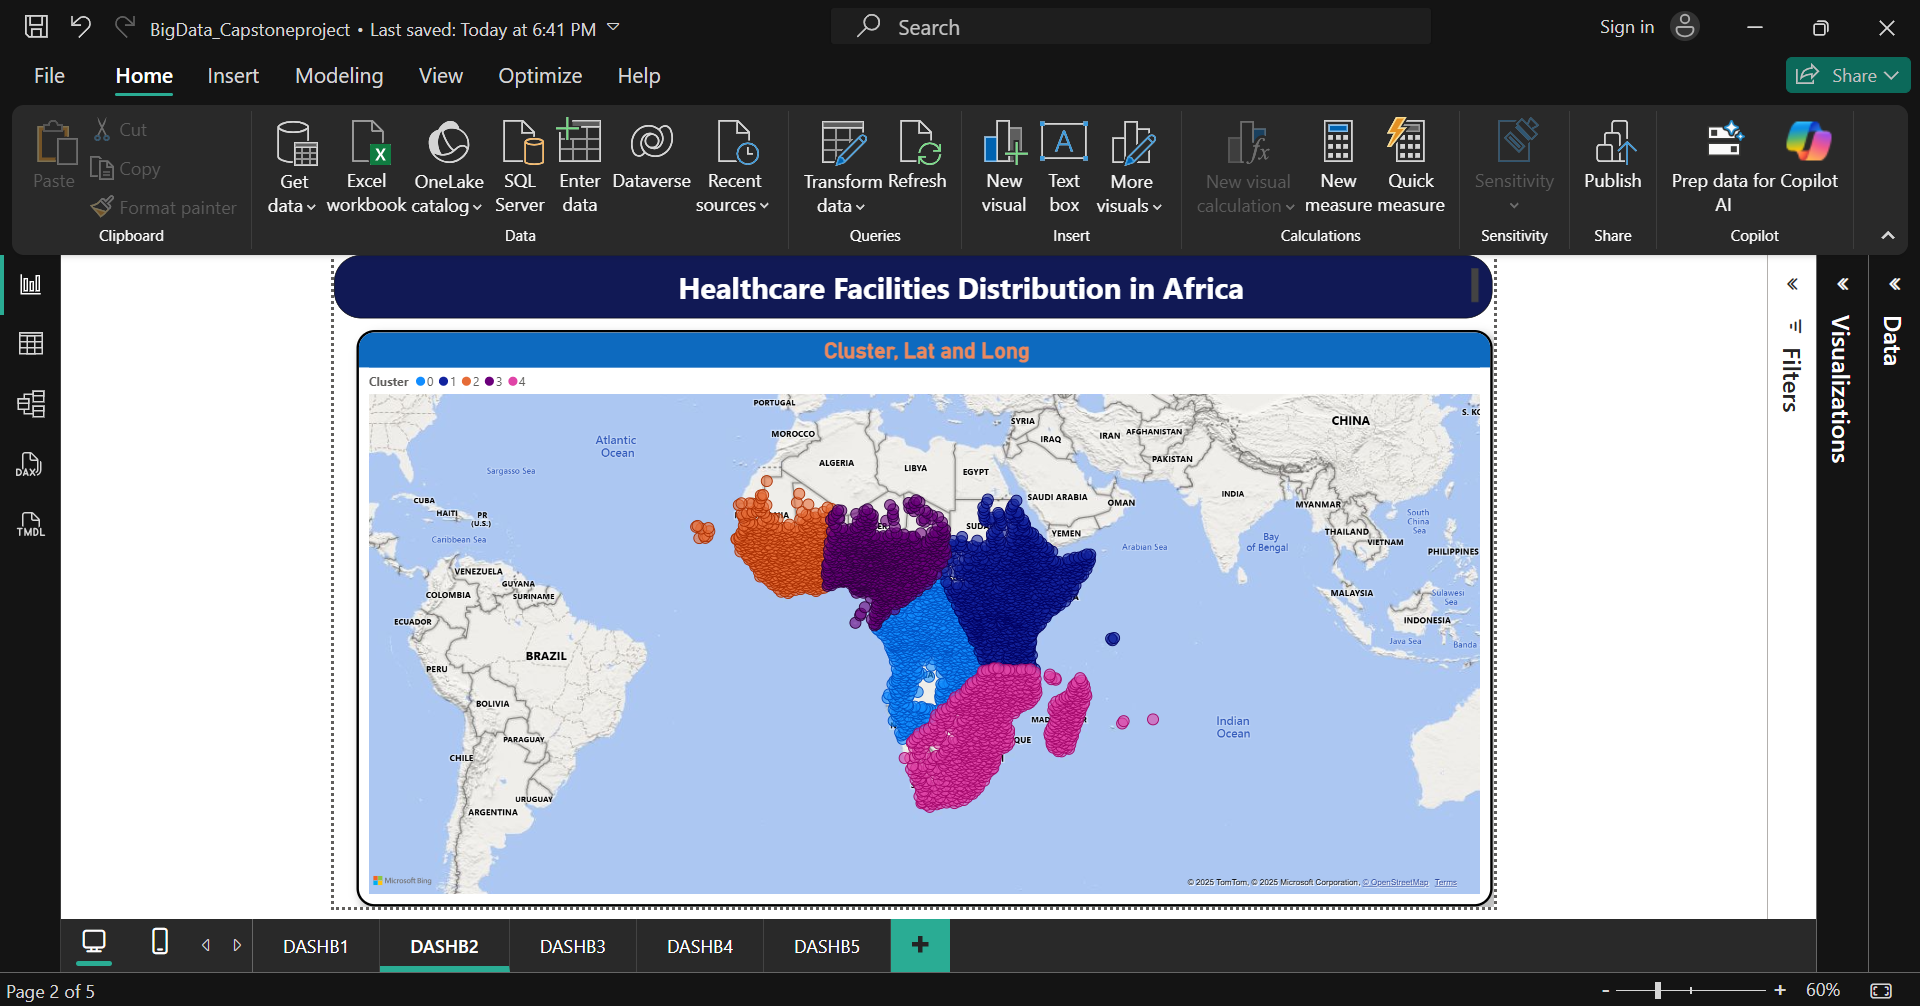 BigData_Capstoneproject • Last saved: Today at 6:41 PM
Search
Sign in
File Home Insert Modeling View Optimize Help
Share
Paste
Cut
Copy
Format painter
Clipboard
Get data
Excel workbook
OneLake catalog
SQL Server
Enter data
Dataverse
Recent sources
Data
Transform data
Refresh
Queries
New visual
Text box
More visuals
Insert
New visual calculation
New measure
Quick measure
Calculations
Sensitivity
Sensitivity
Publish
Share
Prep data for AI
Copilot
Copilot
DAX
TMDL
Healthcare Facilities Distribution in Africa
Cluster, Lat and Long
Cluster 0 1 2 3 4
PORTUGAL
MOROCCO
ALGERIA
LIBYA
EGYPT
SYRIA
IRAQ
IRAN
AFGHANISTAN
PAKISTAN
CHINA
INDIA
SAUDI ARABIA
OMAN
YEMEN
MYANMAR
THAILAND
VIETNAM
PHILIPPINES
MALAYSIA
INDONESIA
South China Sea
Bay of Bengal
Arabian Sea
Sulawesi Sea
Java Sea
Banda
Indian Ocean
Atlantic Ocean
Sargasso Sea
CUBA
HAITI
PR (U.S.)
Caribbean Sea
VENEZUELA
GUYANA
SURINAME
COLOMBIA
ECUADOR
BRAZIL
PERU
BOLIVIA
PARAGUAY
CHILE
URUGUAY
ARGENTINA
Microsoft Bing
© 2025 TomTom, © 2025 Microsoft Corporation, © OpenStreetMap Terms
Filters
Visualizations
Data
DASHB1 DASHB2 DASHB3 DASHB4 DASHB5
Page 2 of 5
60%